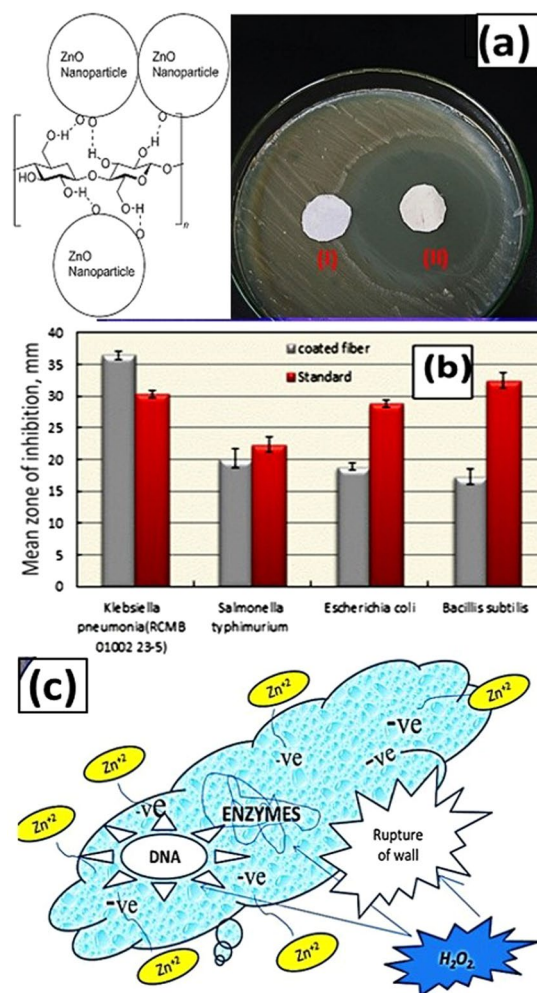 ZnO
Nanoparticle
ZnO
Nanoparticle
(a)
O O
O
O-H
H
H
O
O
O
O
HO
O
O
O-H
H
O-H
n
O
O
ZnO
Nanoparticle
(I)
(II)
40
35
30
25
20
15
10
5
0
Mean zone of inhibition, mm
coated fiber
Standard
(b)
Klebsiella
pneumonia(RCMB
01002 23-5)
Salmonella
typhimurium
Escherichia coli
Bacillis subtilis
(c)
Zn+2
Zn+2
-ve
-ve
-ve
Zn+2
-ve
ENZYMES
Zn+2
DNA
Rupture
of wall
-ve
-ve
Zn+2
Zn+2
H2O2